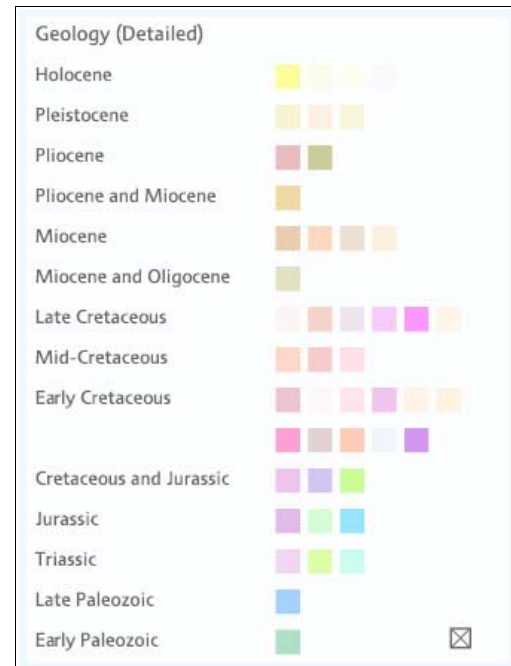 Geology (Detailed)
Holocene
Pleistocene
Pliocene
Pliocene and Miocene
Miocene
Miocene and Oligocene
Late Cretaceous
Mid-Cretaceous
Early Cretaceous
Cretaceous and Jurassic
Jurassic
Triassic
Late Paleozoic
Early Paleozoic